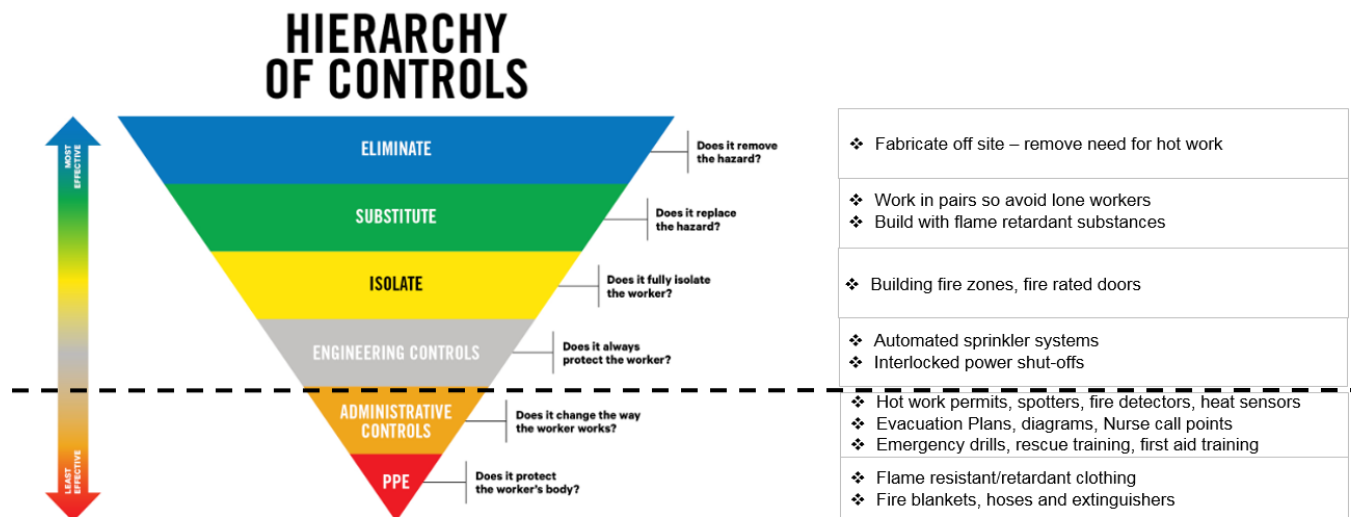 HIERARCHY
OF CONTROLS
MOST
EFFECTIVE
ELIMINATE
Does it remove
the hazard?
❖ Fabricate off site – remove need for hot work
SUBSTITUTE
Does it replace
the hazard?
❖ Work in pairs so avoid lone workers
❖ Build with flame retardant substances
ISOLATE
Does it fully isolate
the worker?
❖ Building fire zones, fire rated doors
ENGINEERING CONTROLS
Does it always
protect the worker?
❖ Automated sprinkler systems
❖ Interlocked power shut-offs
ADMINISTRATIVE
CONTROLS
Does it change the way
the worker works?
❖ Hot work permits, spotters, fire detectors, heat sensors
❖ Evacuation Plans, diagrams, Nurse call points
❖ Emergency drills, rescue training, first aid training
LEAST
EFFECTIVE
PPE
Does it protect
the worker's body?
❖ Flame resistant/retardant clothing
❖ Fire blankets, hoses and extinguishers